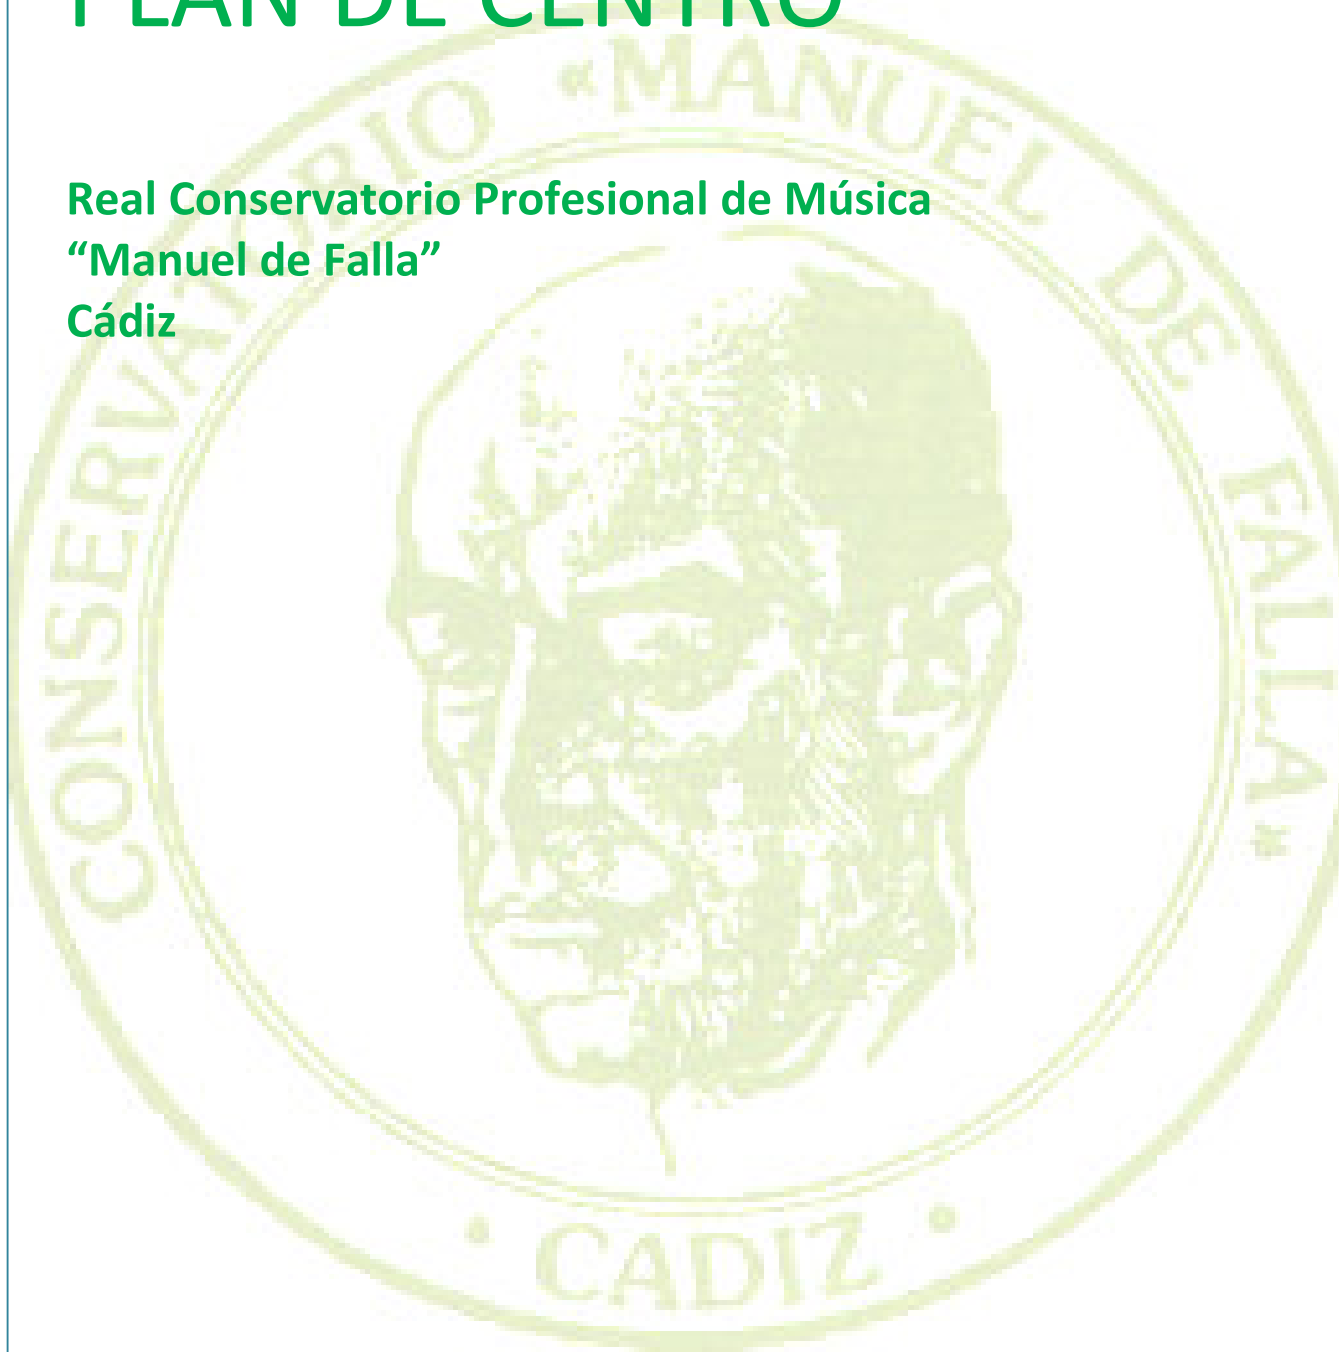 PLAN DE CENTRO
Real Conservatorio Profesional de Música
“Manuel de Falla”
Cádiz
CONSERVATORIO «MANUEL DE FALLA»
• CADIZ •